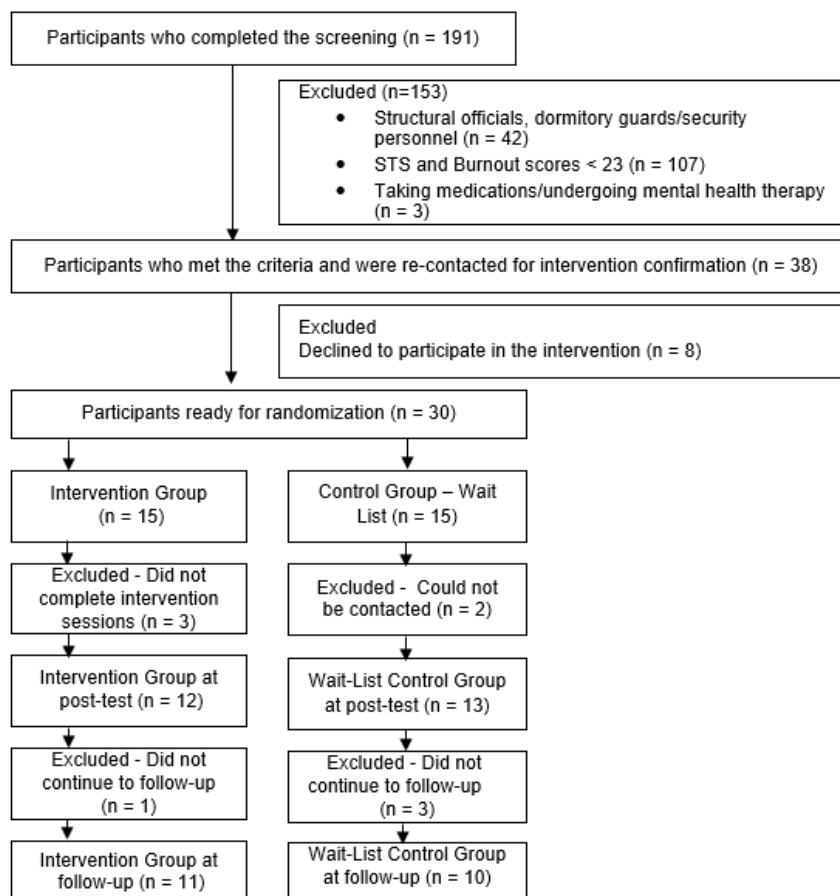 Participants who completed the screening (n = 191)
Excluded (n=153)
• Structural officials, dormitory guards/security
personnel (n = 42)
• STS and Burnout scores < 23 (n = 107)
• Taking medications/undergoing mental health therapy
(n = 3)
Participants who met the criteria and were re-contacted for intervention confirmation (n = 38)
Excluded
Declined to participate in the intervention (n = 8)
Participants ready for randomization (n = 30)
Intervention Group
(n = 15)
Control Group – Wait
List (n = 15)
Excluded - Did not
complete intervention
sessions (n = 3)
Excluded - Could not
be contacted (n = 2)
Intervention Group at
post-test (n = 12)
Wait-List Control Group
at post-test (n = 13)
Excluded - Did not
continue to follow-up
(n = 1)
Excluded - Did not
continue to follow-up
(n = 3)
Intervention Group at
follow-up (n = 11)
Wait-List Control Group
at follow-up (n = 10)